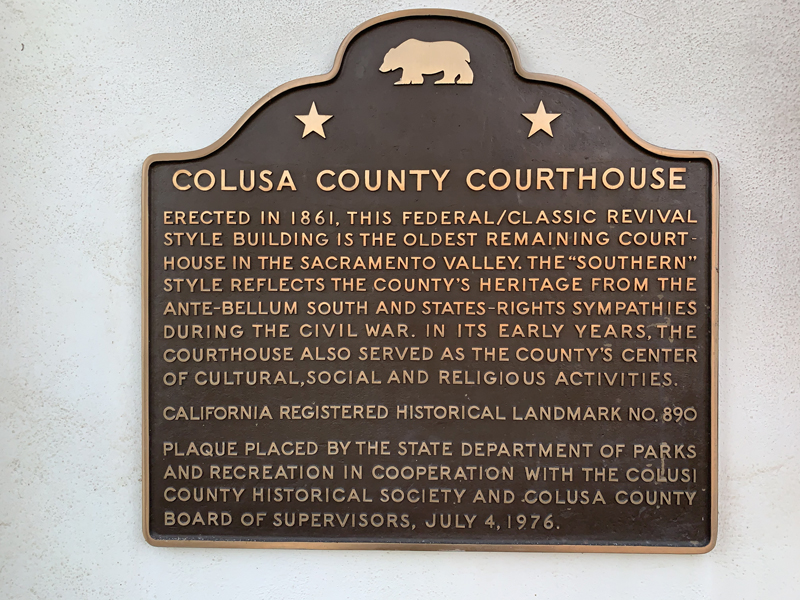 COLUSA COUNTY COURTHOUSE
ERECTED IN 1861, THIS FEDERAL/CLASSIC REVIVAL
STYLE BUILDING IS THE OLDEST REMAINING COURT-
HOUSE IN THE SACRAMENTO VALLEY. THE "SOUTHERN"
STYLE REFLECTS THE COUNTY'S HERITAGE FROM THE
ANTE-BELLUM SOUTH AND STATES-RIGHTS SYMPATHIES
DURING THE CIVIL WAR. IN ITS EARLY YEARS, THE
COURTHOUSE ALSO SERVED AS THE COUNTY'S CENTER
OF CULTURAL, SOCIAL AND RELIGIOUS ACTIVITIES.
CALIFORNIA REGISTERED HISTORICAL LANDMARK NO. 890
PLAQUE PLACED BY THE STATE DEPARTMENT OF PARKS
AND RECREATION IN COOPERATION WITH THE COLUSI
COUNTY HISTORICAL SOCIETY AND COLUSA COUNTY
BOARD OF SUPERVISORS, JULY 4, 1976.